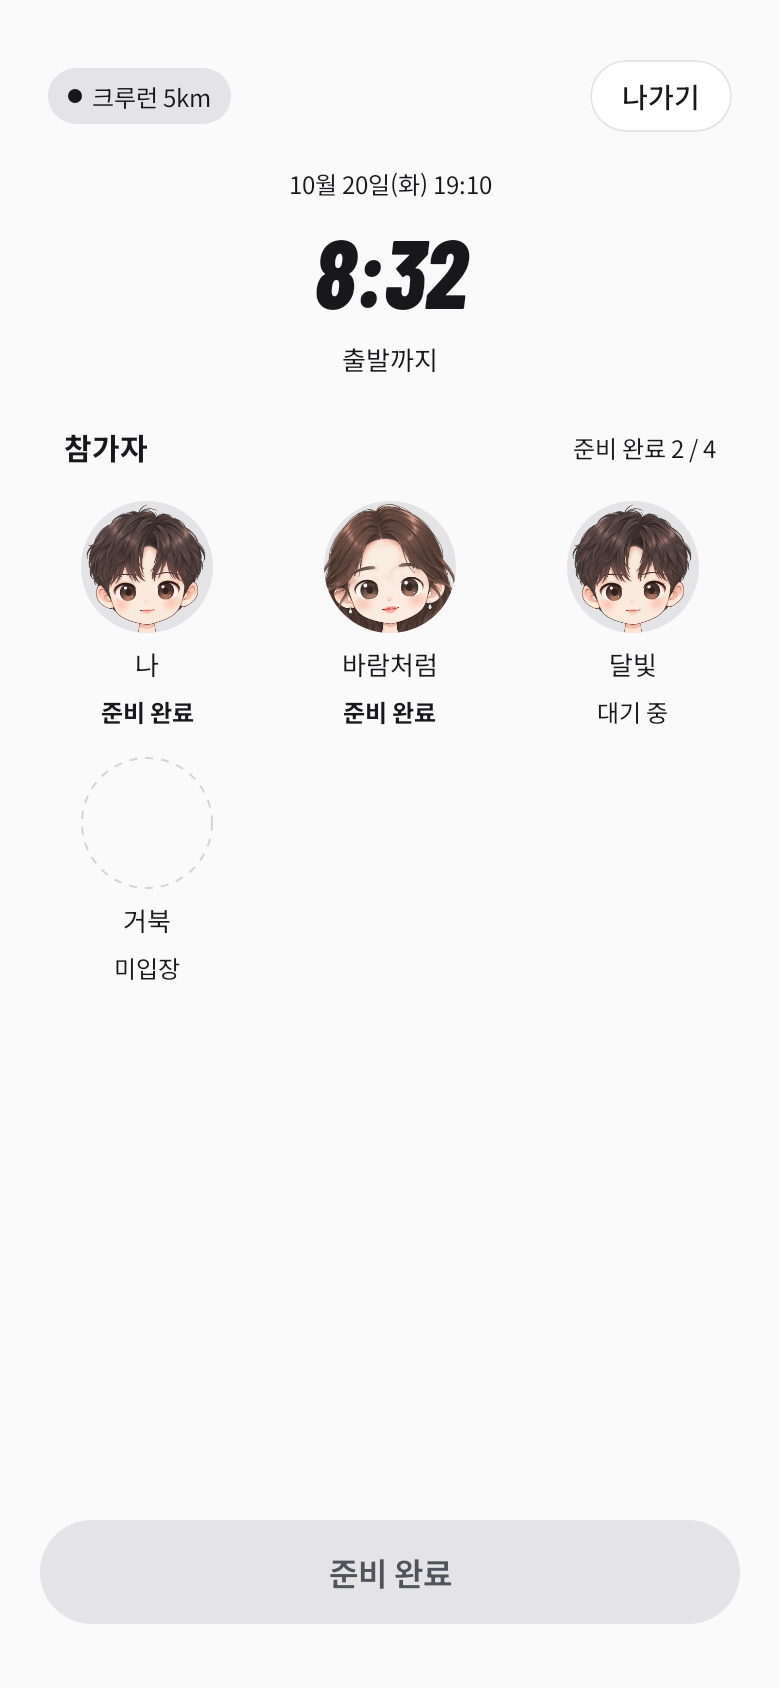 크루런 5km
나가기
10월 20일(화) 19:10
8:32
출발까지
참가자
준비 완료 2 / 4
나
바람처럼
달빛
준비 완료
준비 완료
대기 중
거북
미입장
준비 완료